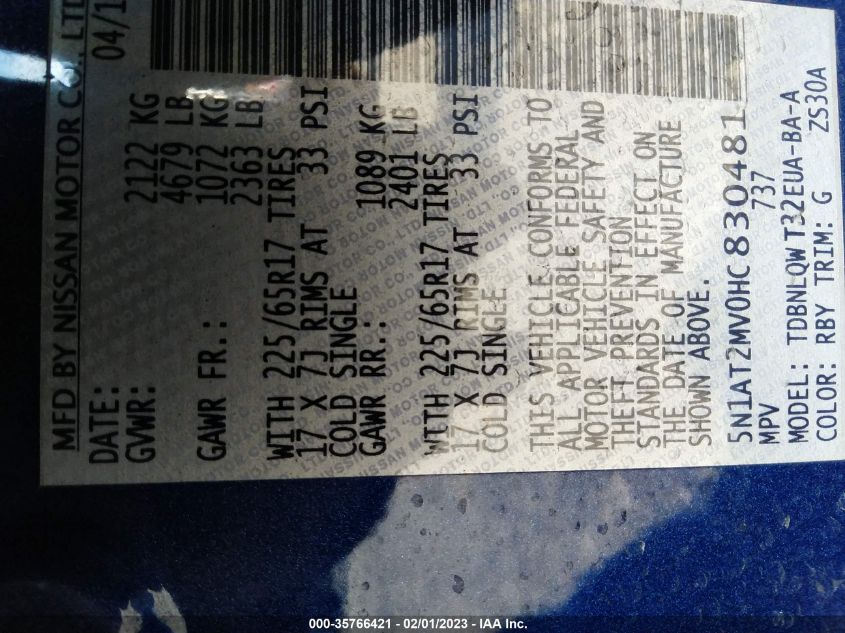 MFD BY NISSAN MOTOR CO., LTD
DATE: 04/1
GVWR: 2122 KG
4679 LB
GAWR FR.: 1072 KG
2363 LB
WITH 225/65R17 TIRES
17 X 7J RIMS AT 33 PSI
COLD SINGLE
GAWR RR.: 1089 KG
2401 LB
WITH 225/65R17 TIRES
17 X 7J RIMS AT 33 PSI
COLD SINGLE
THIS VEHICLE CONFORMS TO
ALL APPLICABLE FEDERAL
MOTOR VEHICLE SAFETY AND
THEFT PREVENTION
STANDARDS IN EFFECT ON
THE DATE OF MANUFACTURE
SHOWN ABOVE.
5N1AT2MV0HC830481
MPV 737
MODEL: TDBNLQWT32EUA-BA-A
COLOR: RBY TRIM: G ZS30A
000-35766421 - 02/01/2023 - IAA Inc.